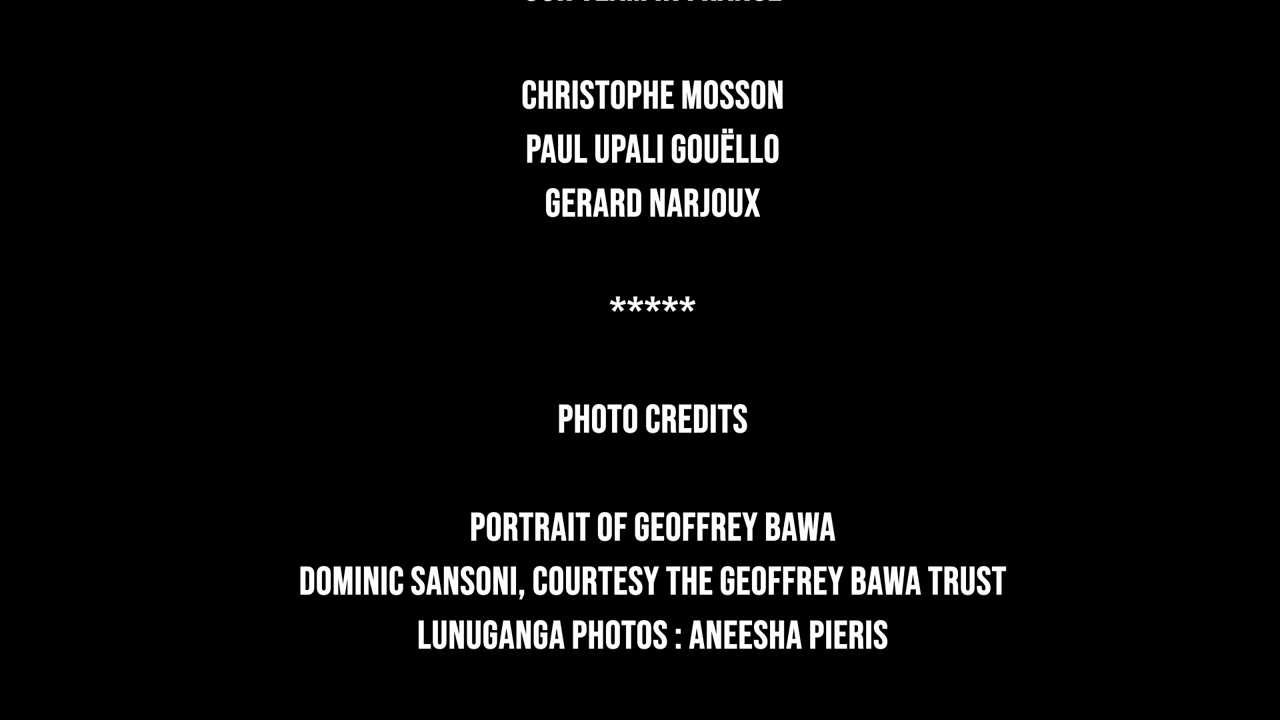 CHRISTOPHE MOSSON
PAUL UPALI GOUËLLO
GERARD NARJOUX
*****
PHOTO CREDITS
PORTRAIT OF GEOFFREY BAWA
DOMINIC SANSONI, COURTESY THE GEOFFREY BAWA TRUST
LUNUGANGA PHOTOS : ANEESHA PIERIS